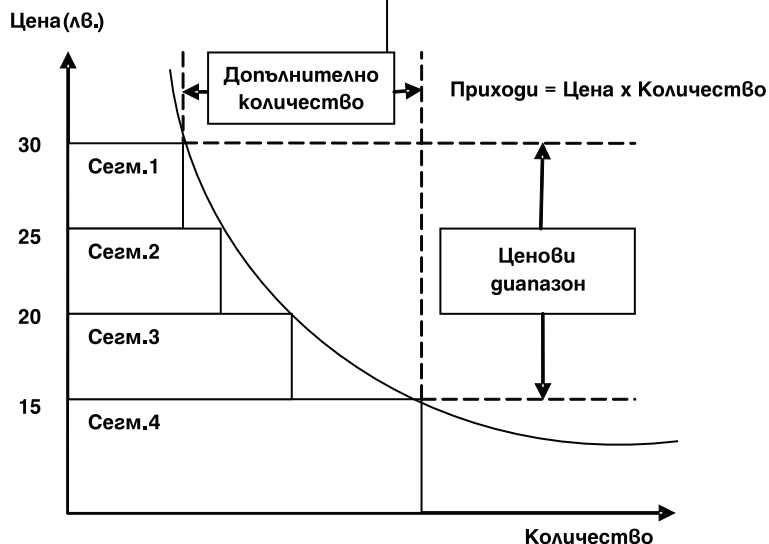 Цена(лв.)
Допълнително
количество
Приходи = Цена х Количество
30
Сегм.1
25
Сегм.2
Ценови
диапазон
20
Сегм.3
15
Сегм.4
Количество